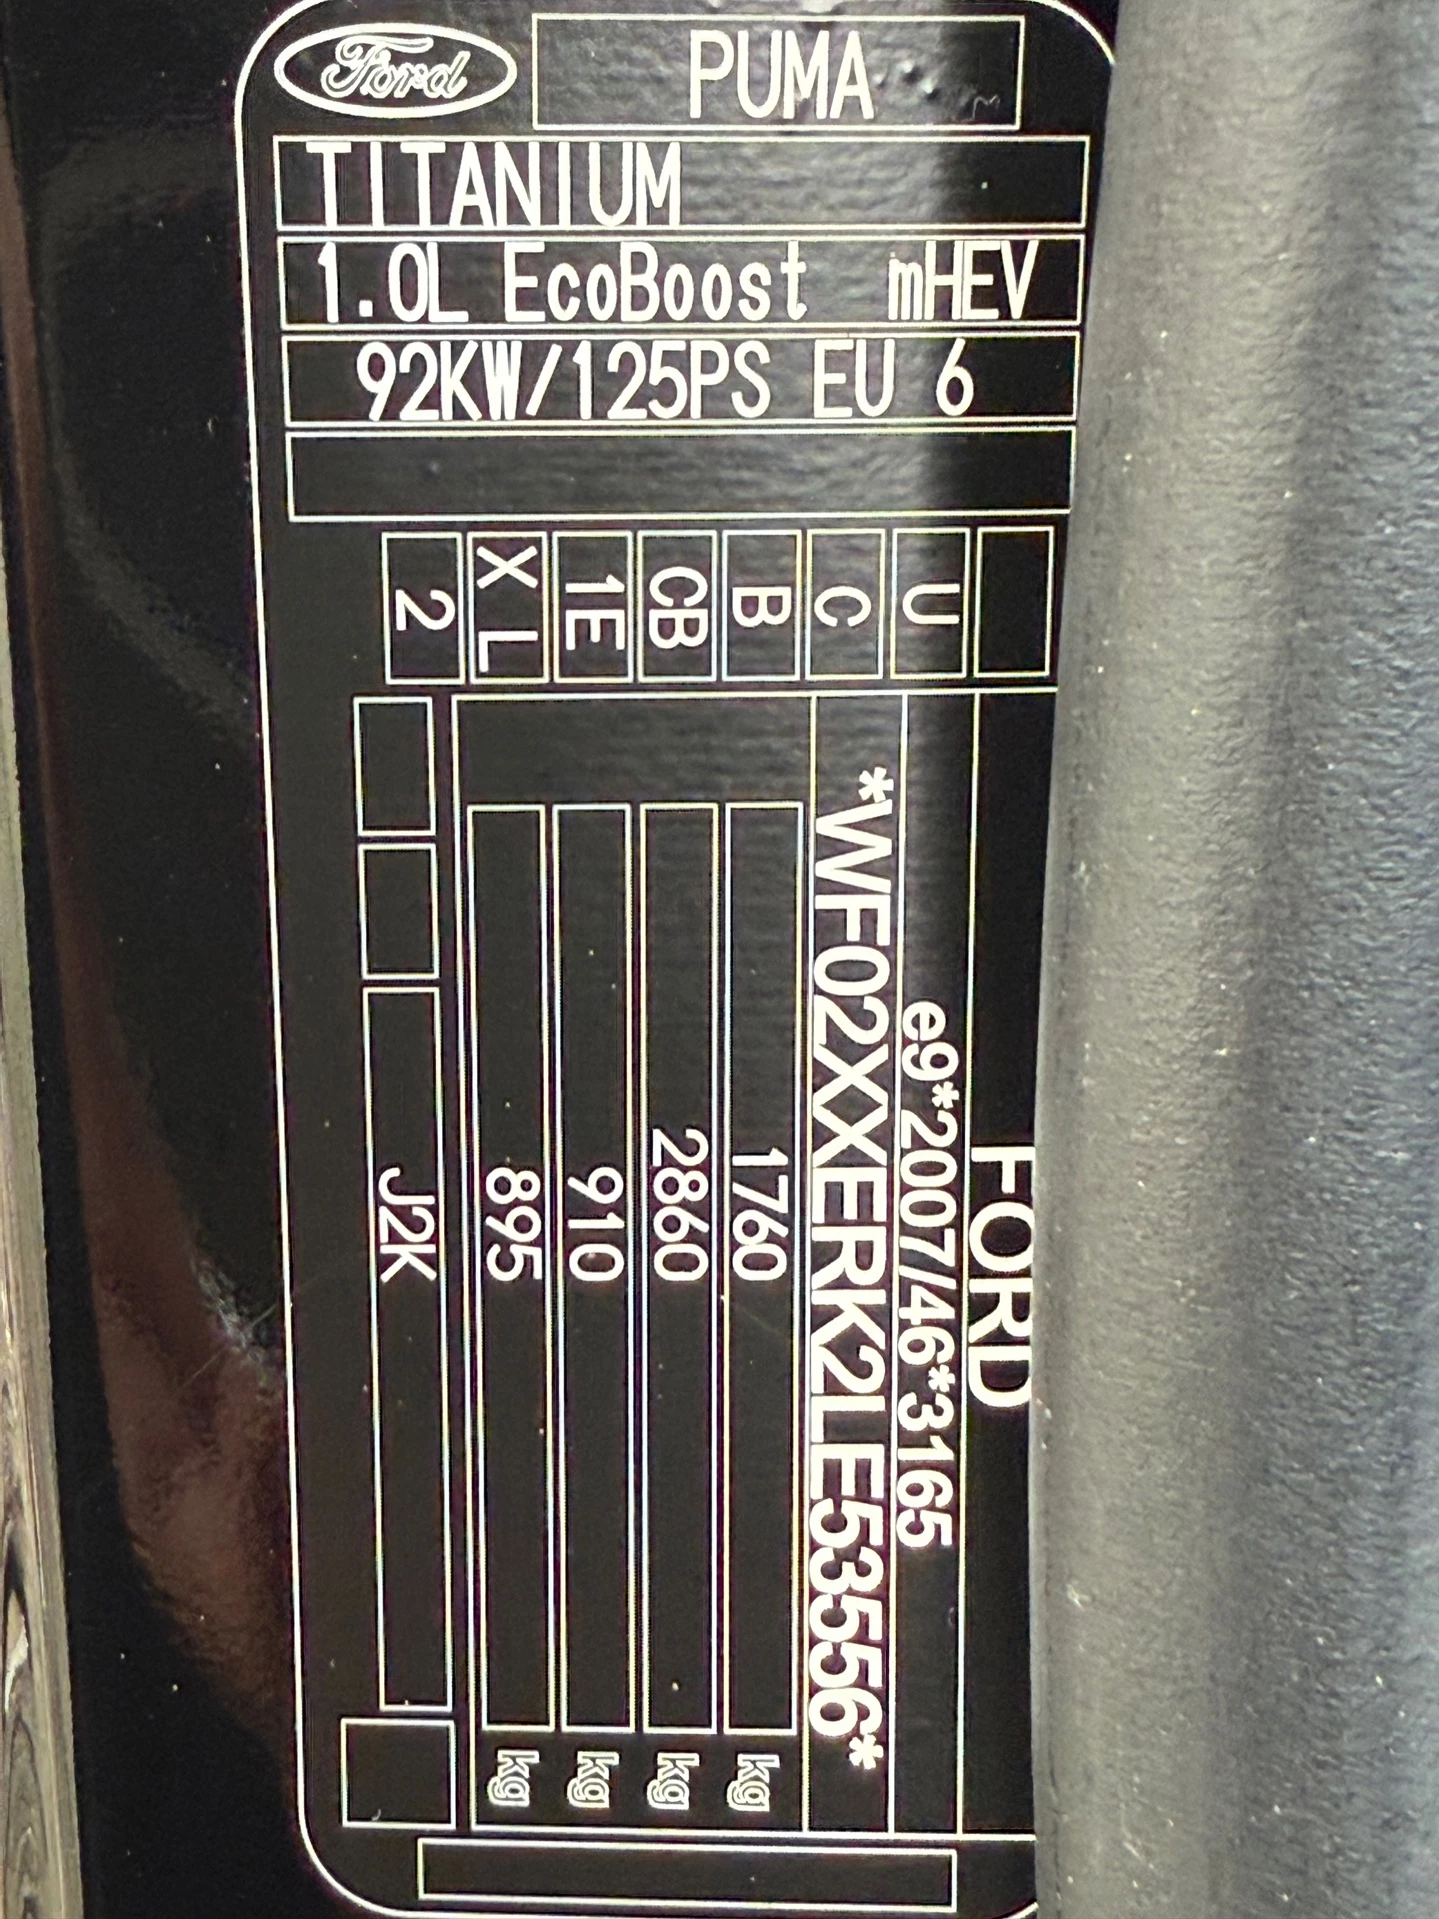 Ford
PUMA
TITANIUM
1.0L EcoBoost mHEV
92KW/125PS EU 6
FORD
U
e9*2007/46*3165
C
*WF02XXERK2LE53556*
B
1760 kg
CB
2860 kg
1E
910 kg
X L
895 kg
2
J2K